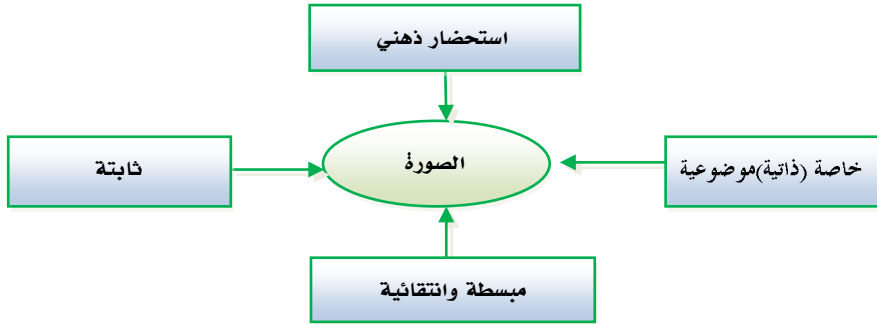 استحضار ذهني
خاصة (ذاتية)موضوعية
الصورة
ثابتة
مبسطة وانتقائية